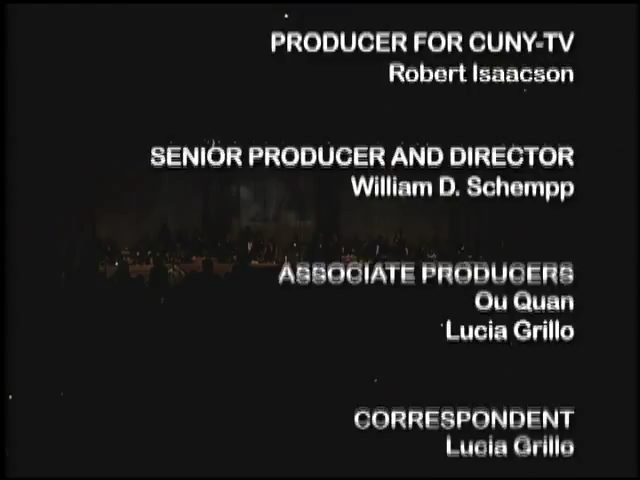 PRODUCER FOR CUNY-TV
Robert Isaacson
SENIOR PRODUCER AND DIRECTOR
William D. Schempp
ASSOCIATE PRODUCERS
Ou Quan
Lucia Grillo
CORRESPONDENT
Lucia Grillo